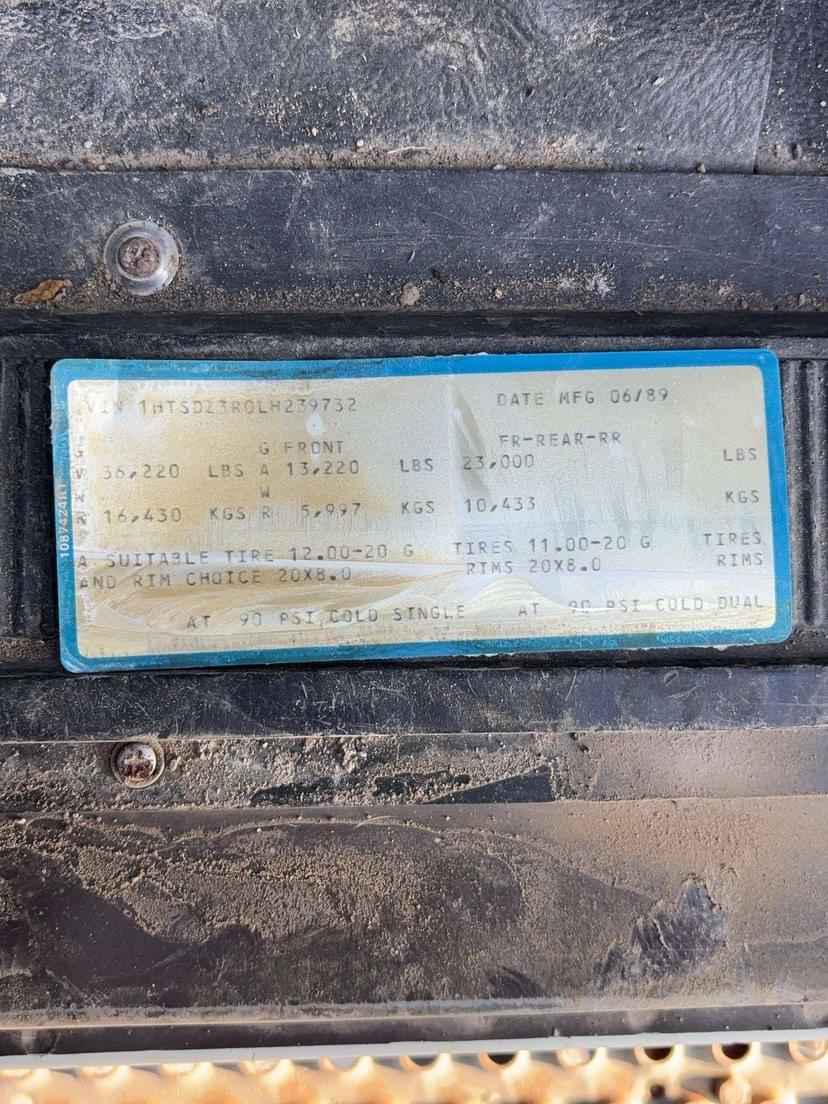 VIN 1HTSDZ3R0LH239732 DATE MFG 06/89
G G FRONT FR-REAR-RR
V 36,220 LBS A 13,220 LBS 23,000 LBS
W W
R 16,430 KGS R 5,997 KGS 10,433 KGS
A SUITABLE TIRE 12.00-20 G TIRES 11.00-20 G TIRES
AND RIM CHOICE 20X8.0 RIMS 20X8.0 RIMS
AT 90 PSI COLD SINGLE AT 90 PSI COLD DUAL